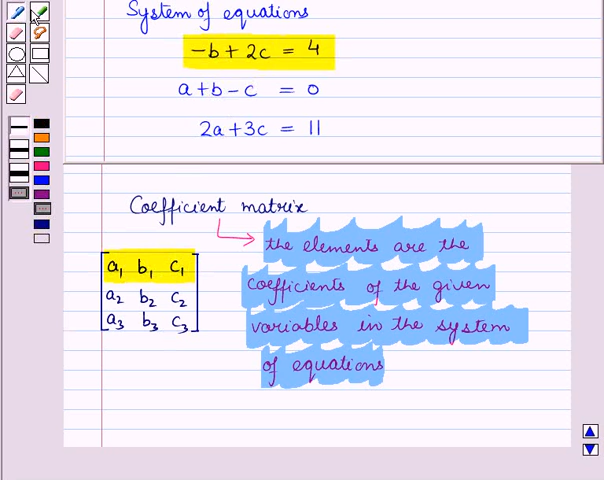 System of equations
-b + 2c = 4
a + b - c = 0
2a + 3c = 11
Coefficient matrix
the elements are the
a₁ b₁ c₁
coefficients of the given
a₂ b₂ c₂
a₃ b₃ c₃
variables in the system
of equations